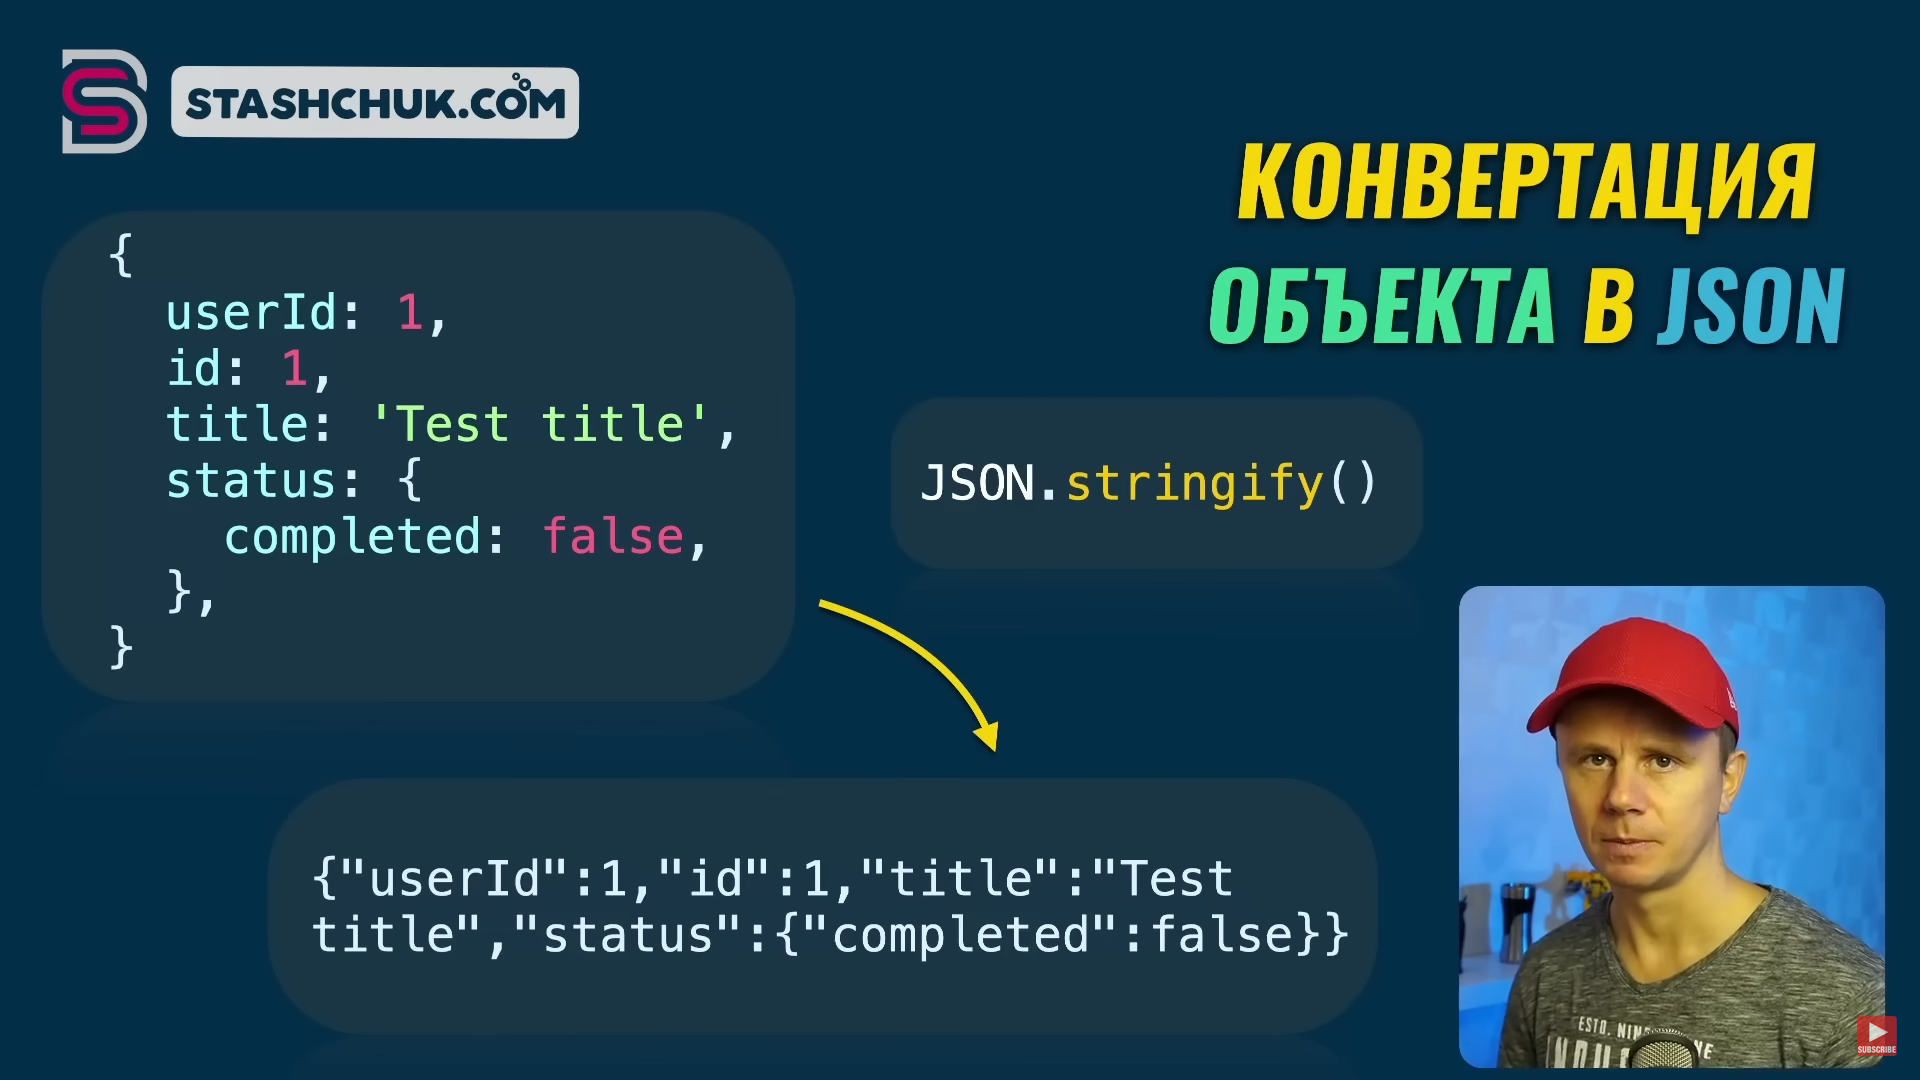 STASHCHUK.COM
КОНВЕРТАЦИЯ
ОБЪЕКТА В JSON
{
  userId: 1,
  id: 1,
  title: 'Test title',
  status: {
    completed: false,
  },
}
JSON.stringify()
{"userId":1,"id":1,"title":"Test
title","status":{"completed":false}}
ESTD.
SUBSCRIBE